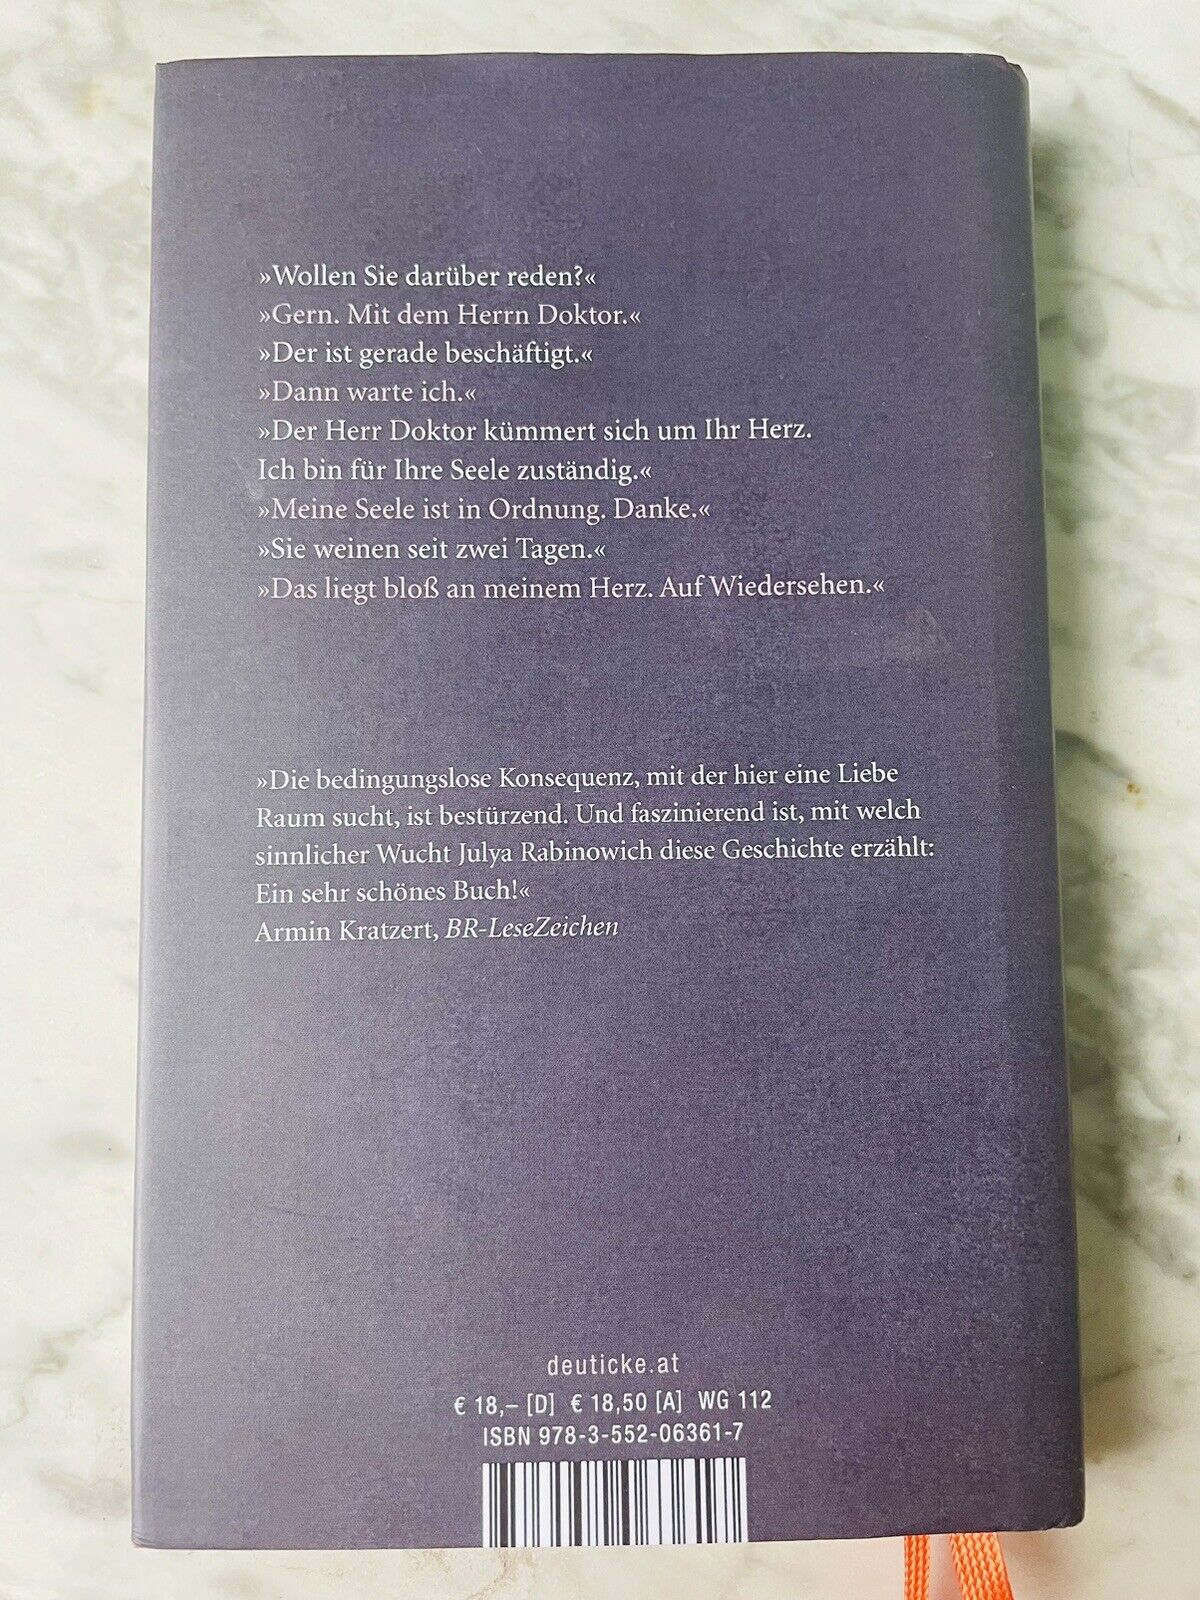 »Wollen Sie darüber reden?«
»Gern. Mit dem Herrn Doktor.«
»Der ist gerade beschäftigt.«
»Dann warte ich.«
»Der Herr Doktor kümmert sich um Ihr Herz.
Ich bin für Ihre Seele zuständig.«
»Meine Seele ist in Ordnung. Danke.«
»Sie weinen seit zwei Tagen.«
»Das liegt bloß an meinem Herz. Auf Wiedersehen.«
»Die bedingungslose Konsequenz, mit der hier eine Liebe
Raum sucht, ist bestürzend. Und faszinierend ist, mit welch
sinnlicher Wucht Julya Rabinowich diese Geschichte erzählt:
Ein sehr schönes Buch!«
Armin Kratzert, BR-LeseZeichen
deuticke.at
€ 18,– [D] € 18,50 [A] WG 112
ISBN 978-3-552-06361-7